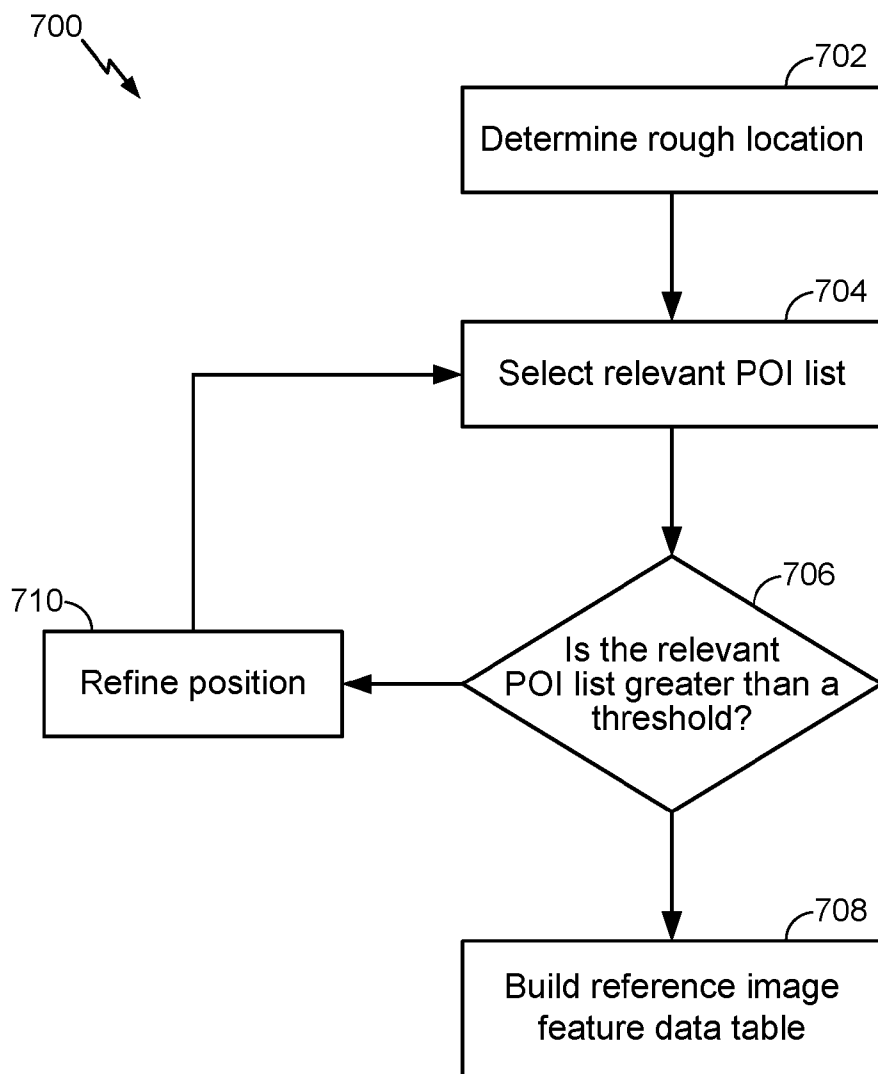 700
702
Determine rough location
704
Select relevant POI list
706
Is the relevant
POI list greater than a
threshold?
710
Refine position
708
Build reference image
feature data table